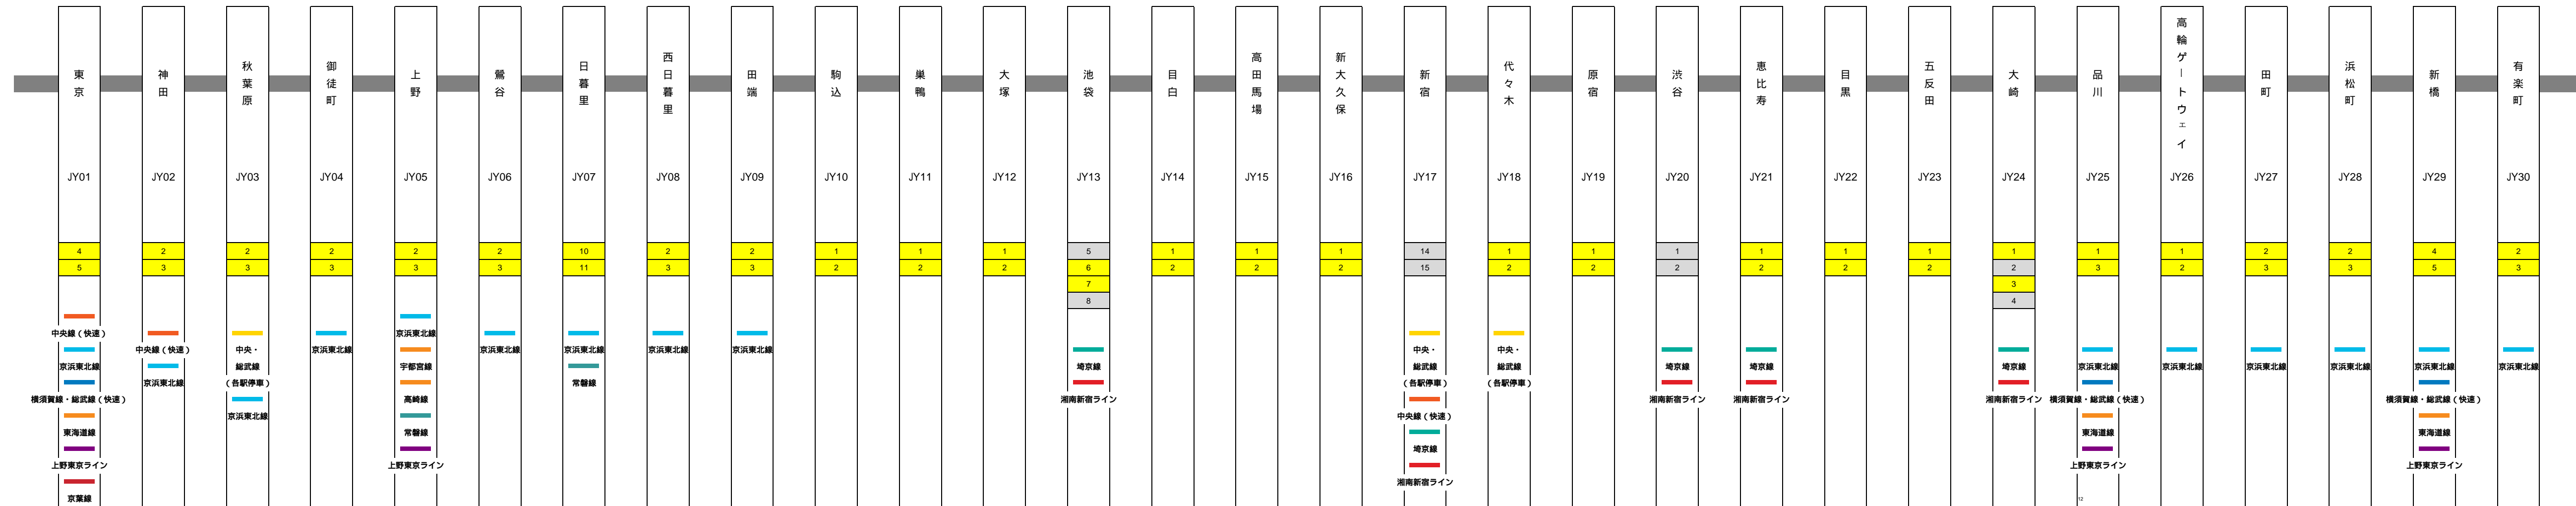 東京
JY01
4
5
中央線（快速）
京浜東北線
横須賀線・総武線（快速）
東海道線
上野東京ライン
京葉線
神田
JY02
2
3
中央線（快速）
京浜東北線
秋葉原
JY03
2
3
中央・
総武線
（各駅停車）
京浜東北線
御徒町
JY04
2
3
京浜東北線
上野
JY05
2
3
京浜東北線
宇都宮線
高崎線
常磐線
上野東京ライン
鶯谷
JY06
2
3
京浜東北線
日暮里
JY07
10
11
京浜東北線
常磐線
西日暮里
JY08
2
3
京浜東北線
田端
JY09
2
3
京浜東北線
駒込
JY10
1
2
巣鴨
JY11
1
2
大塚
JY12
1
2
池袋
JY13
5
6
7
8
埼京線
湘南新宿ライン
目白
JY14
1
2
高田馬場
JY15
1
2
新大久保
JY16
1
2
新宿
JY17
14
15
中央・
総武線
（各駅停車）
中央線（快速）
埼京線
湘南新宿ライン
代々木
JY18
1
2
中央・
総武線
（各駅停車）
原宿
JY19
1
2
渋谷
JY20
1
2
埼京線
湘南新宿ライン
恵比寿
JY21
1
2
埼京線
湘南新宿ライン
目黒
JY22
1
2
五反田
JY23
1
2
大崎
JY24
1
2
3
4
埼京線
湘南新宿ライン
品川
JY25
1
3
京浜東北線
横須賀線・総武線（快速）
東海道線
上野東京ライン
12
高輪ゲートウェイ
JY26
1
2
京浜東北線
田町
JY27
2
3
京浜東北線
浜松町
JY28
2
3
京浜東北線
新橋
JY29
4
5
京浜東北線
横須賀線・総武線（快速）
東海道線
上野東京ライン
有楽町
JY30
2
3
京浜東北線